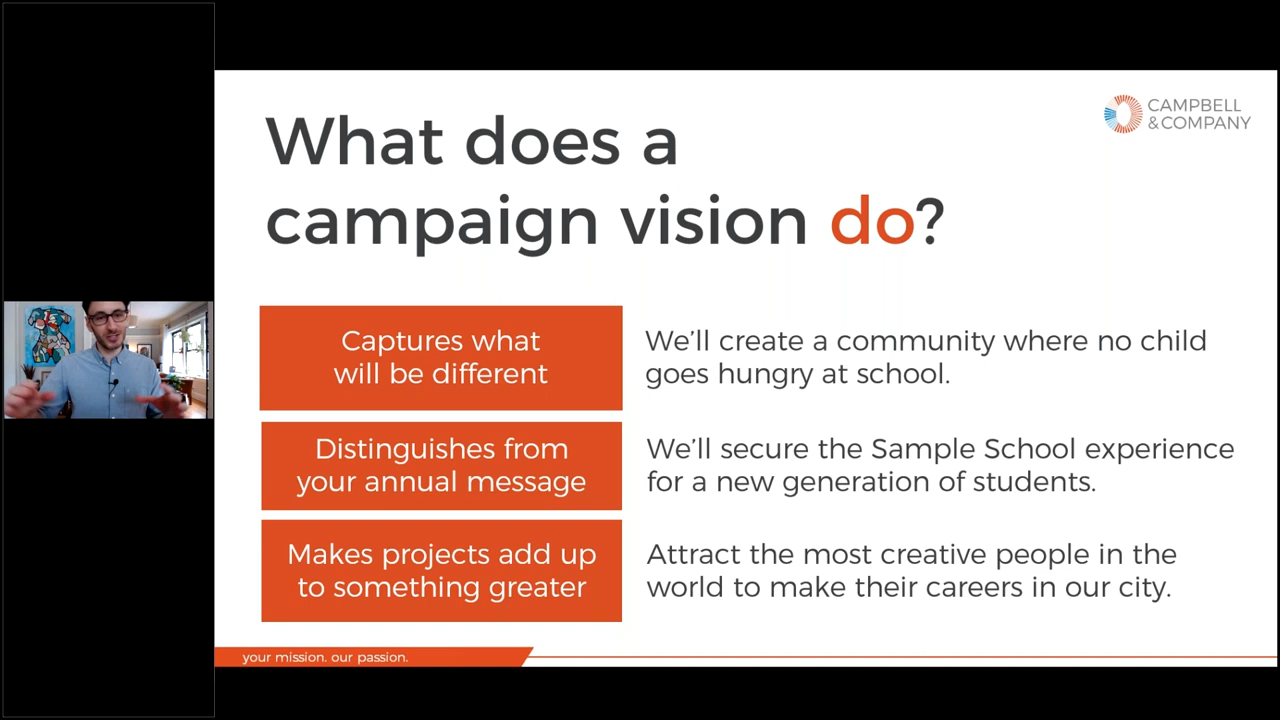 CAMPBELL
&COMPANY
What does a
campaign vision do?
Captures what
will be different
We'll create a community where no child
goes hungry at school.
Distinguishes from
your annual message
We'll secure the Sample School experience
for a new generation of students.
Makes projects add up
to something greater
Attract the most creative people in the
world to make their careers in our city.
your mission. our passion.